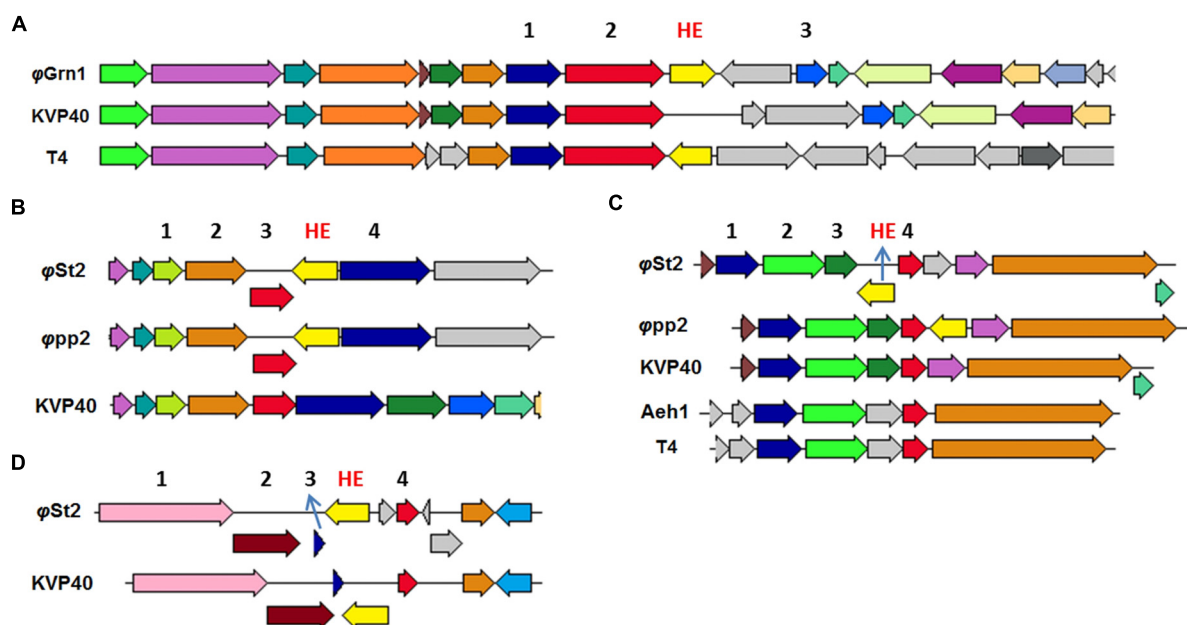 A
1 2 HE 3
φGrn1
KVP40
T4
B
1 2 3 HE 4
φSt2
φpp2
KVP40
C
1 2 3 HE 4
φSt2
φpp2
KVP40
Aeh1
T4
D
1 2 3 HE 4
φSt2
KVP40